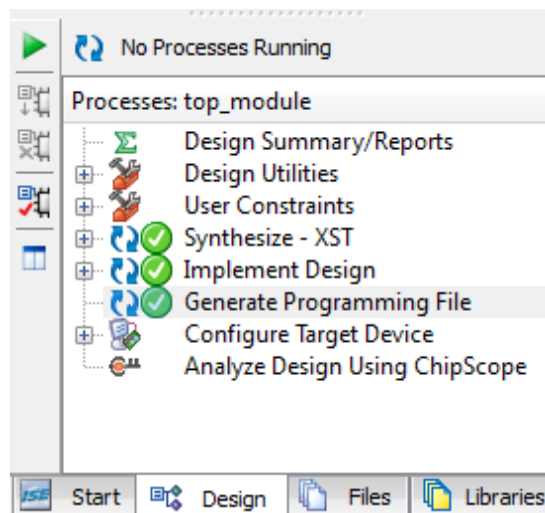 No Processes Running
Processes: top_module
Design Summary/Reports
Design Utilities
User Constraints
Synthesize - XST
Implement Design
Generate Programming File
Configure Target Device
Analyze Design Using ChipScope
ISE Start Design Files Libraries